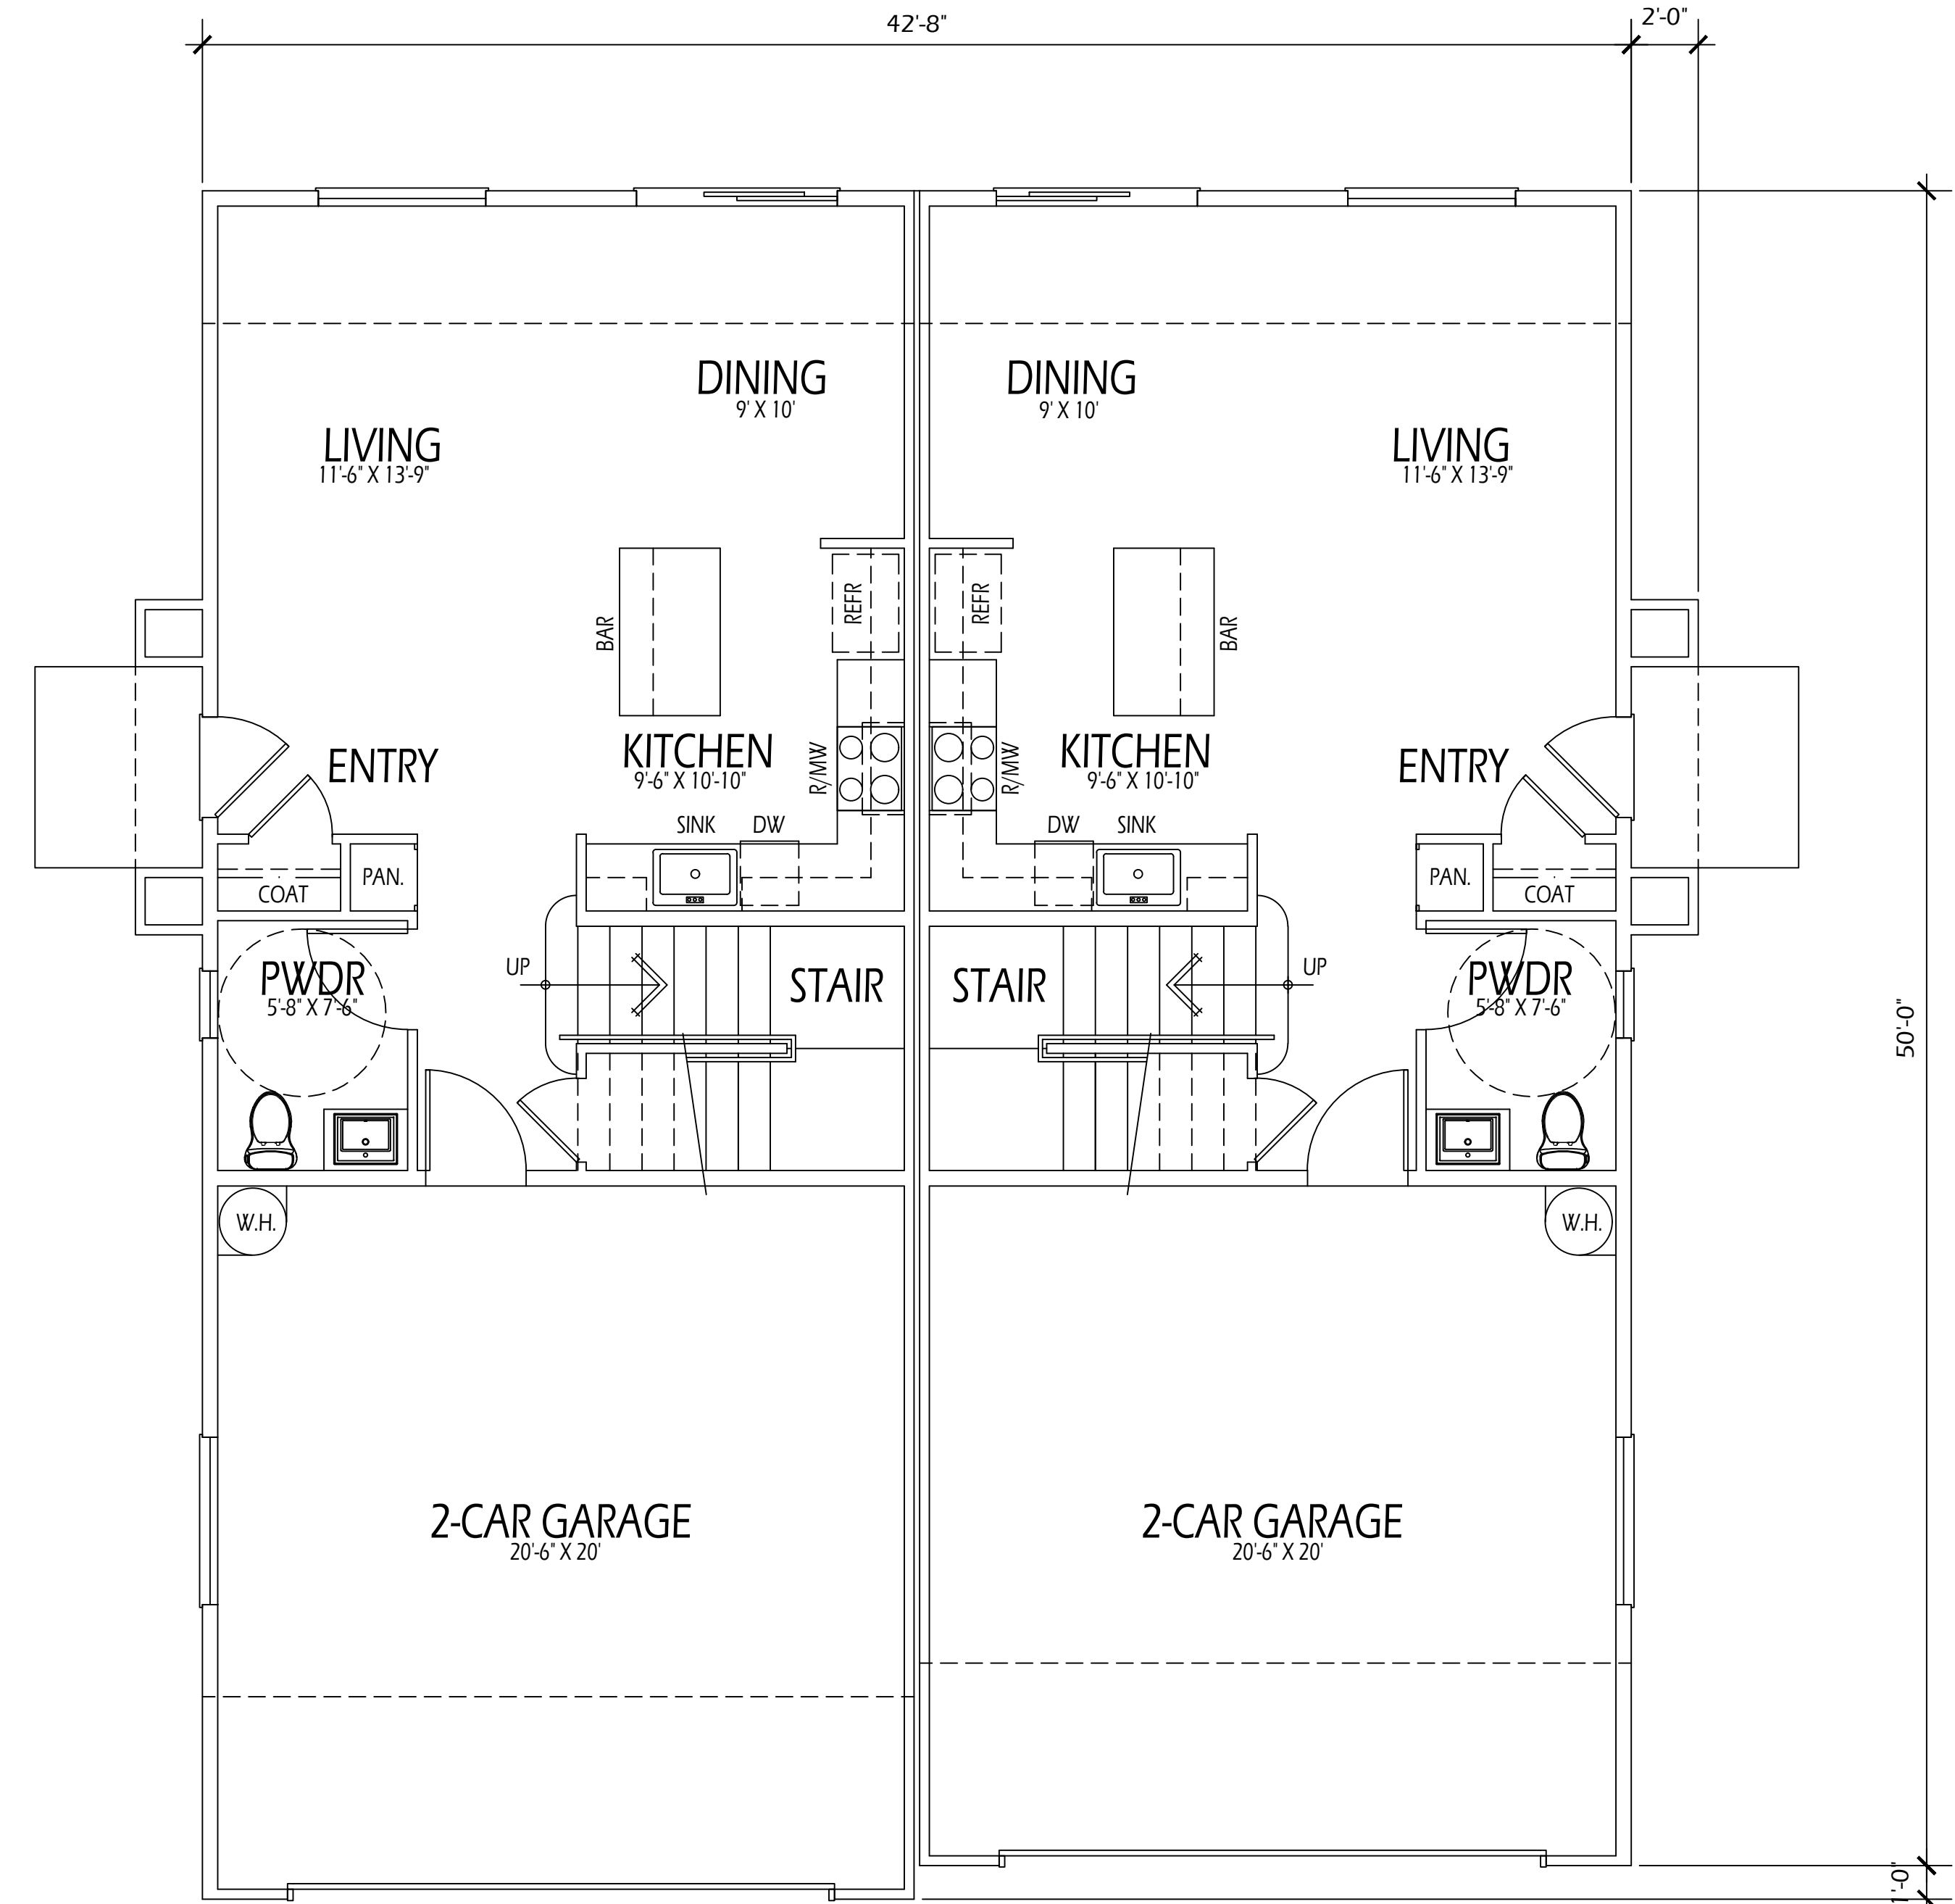 42'-8"
2'-0"
DINING
9' X 10'
DINING
9' X 10'
LIVING
11'-6" X 13'-9"
LIVING
11'-6" X 13'-9"
REFR
REFR
BAR
BAR
ENTRY
KITCHEN
9'-6" X 10'-10"
R/MW
R/MW
KITCHEN
9'-6" X 10'-10"
ENTRY
SINK
DW
DW
SINK
COAT
PAN.
PAN.
COAT
PWDR
5'-8" X 7'-6"
UP
STAIR
STAIR
UP
PWDR
5'-8" X 7'-6"
50'-0"
W.H.
W.H.
2-CAR GARAGE
20'-6" X 20'
2-CAR GARAGE
20'-6" X 20'
1'-0"